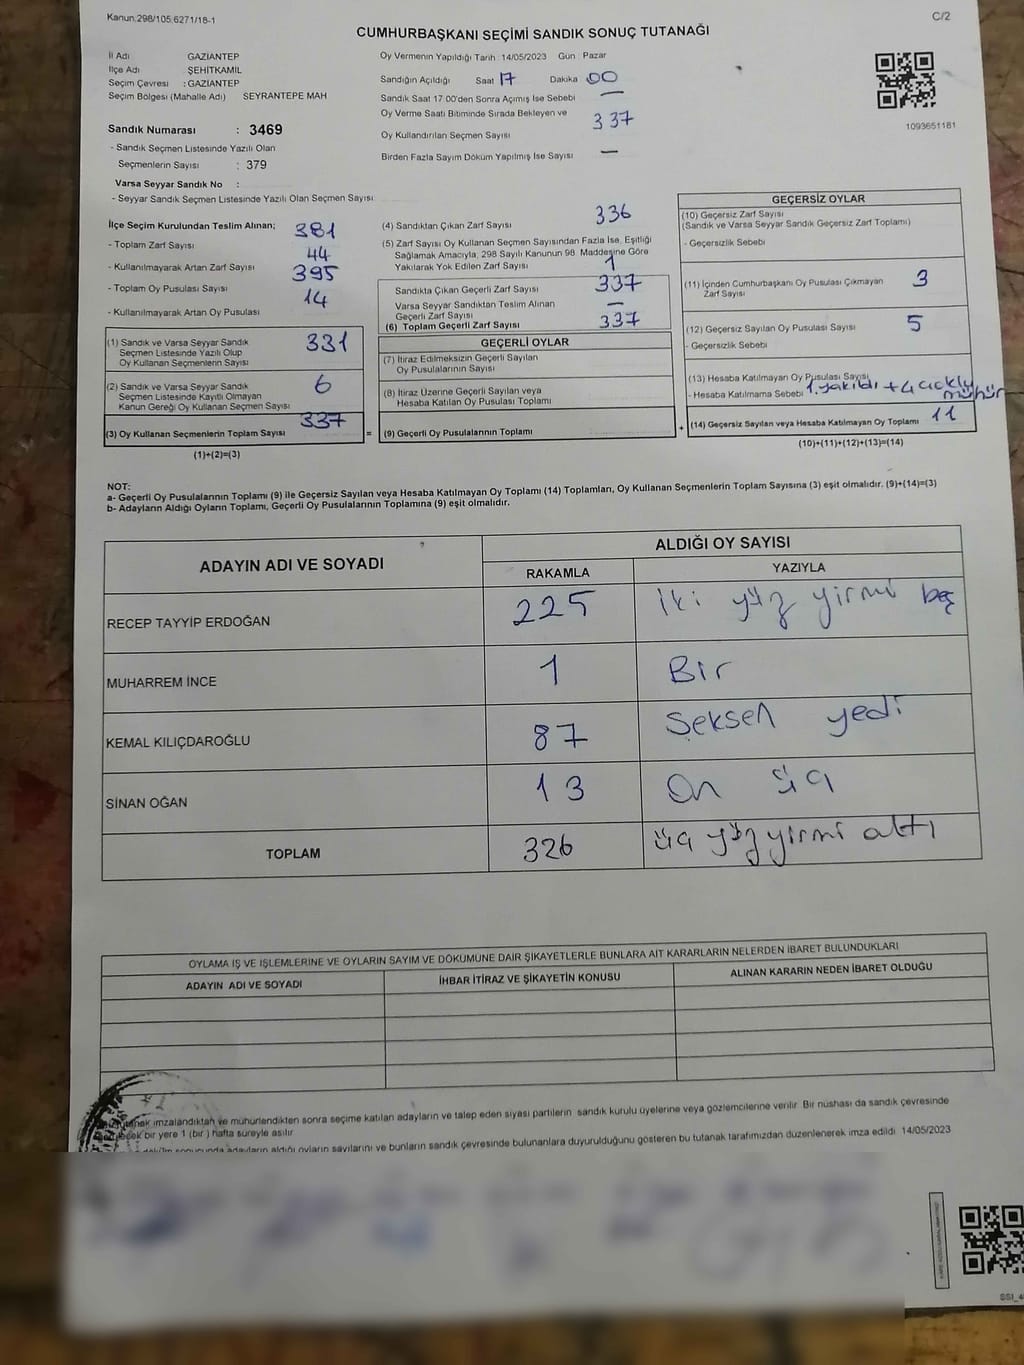 Kanun.298/105.6271/18-1
C/2
CUMHURBAŞKANI SEÇİMİ SANDIK SONUÇ TUTANAĞI
İl Adı GAZİANTEP
İlçe Adı ŞEHİTKAMİL
Seçim Çevresi : GAZİANTEP
Seçim Bölgesi (Mahalle Adı) SEYRANTEPE MAH
Sandık Numarası : 3469
- Sandık Seçmen Listesinde Yazılı Olan
Seçmenlerin Sayısı : 379
Varsa Seyyar Sandık No :
- Seyyar Sandık Seçmen Listesinde Yazılı Olan Seçmen Sayısı
Oy Vermenin Yapıldığı Tarih : 14/05/2023 Gün Pazar
Sandığın Açıldığı Saat 17 Dakika 00
Sandık Saat 17.00'den Sonra Açımış İse Sebebi —
Oy Verme Saati Bitiminde Sırada Bekleyen ve
Oy Kullandırılan Seçmen Sayısı 337
Birden Fazla Sayım Döküm Yapılmış İse Sayısı —
1093651181
İlçe Seçim Kurulundan Teslim Alınan;
- Toplam Zarf Sayısı 381
- Kullanılmayarak Artan Zarf Sayısı 44
- Toplam Oy Pusulası Sayısı 395
- Kullanılmayarak Artan Oy Pusulası 14
(1) Sandık ve Varsa Seyyar Sandık
Seçmen Listesinde Yazılı Olup
Oy Kullanan Seçmenlerin Sayısı 331
(2) Sandık ve Varsa Seyyar Sandık
Seçmen Listesinde Kayıtlı Olmayan
Kanun Gereği Oy Kullanan Seçmen Sayısı 6
(3) Oy Kullanan Seçmenlerin Toplam Sayısı 337
(1)+(2)=(3)
(4) Sandıktan Çıkan Zarf Sayısı 336
(5) Zarf Sayısı Oy Kullanan Seçmen Sayısından Fazla İse, Eşitliği
Sağlamak Amacıyla, 298 Sayılı Kanunun 98. Maddesine Göre
Yakılarak Yok Edilen Zarf Sayısı 1
Sandıkta Çıkan Geçerli Zarf Sayısı 337
Varsa Seyyar Sandıktan Teslim Alınan
Geçerli Zarf Sayısı —
(6) Toplam Geçerli Zarf Sayısı 337
GEÇERLİ OYLAR
(7) İtiraz Edilmeksizin Geçerli Sayılan
Oy Pusulalarının Sayısı
(8) İtiraz Üzerine Geçerli Sayılan veya
Hesaba Katılan Oy Pusulası Toplamı
= (9) Geçerli Oy Pusulalarının Toplamı
GEÇERSİZ OYLAR
(10) Geçersiz Zarf Sayısı
(Sandık ve Varsa Seyyar Sandık Geçersiz Zarf Toplamı)
- Geçersizlik Sebebi
(11) İçinden Cumhurbaşkanı Oy Pusulası Çıkmayan
Zarf Sayısı 3
(12) Geçersiz Sayılan Oy Pusulası Sayısı 5
- Geçersizlik Sebebi
(13) Hesaba Katılmayan Oy Pusulası Sayısı
- Hesaba Katılmama Sebebi 1. yakıldı +
mühür
+ (14) Geçersiz Sayılan veya Hesaba Katılmayan Oy Toplamı 11
(10)+(11)+(12)+(13)=(14)
NOT:
a- Geçerli Oy Pusulalarının Toplamı (9) ile Geçersiz Sayılan veya Hesaba Katılmayan Oy Toplamı (14) Toplamları, Oy Kullanan Seçmenlerin Toplam Sayısına (3) eşit olmalıdır. (9)+(14)=(3)
b- Adayların Aldığı Oyların Toplamı, Geçerli Oy Pusulalarının Toplamına (9) eşit olmalıdır.
ADAYIN ADI VE SOYADI
ALDIĞI OY SAYISI
RAKAMLA YAZIYLA
RECEP TAYYİP ERDOĞAN 225 iki yüz yirmi beş
MUHARREM İNCE 1 Bir
KEMAL KILIÇDAROĞLU 87 Seksen yedi
SİNAN OĞAN 13 On üç
TOPLAM 326 üç yüz yirmi altı
OYLAMA İŞ VE İŞLEMLERİNE VE OYLARIN SAYIM VE DÖKÜMÜNE DAİR ŞİKAYETLERLE BUNLARA AİT KARARLARIN NELERDEN İBARET BULUNDUKLARI
ADAYIN ADI VE SOYADI İHBAR İTİRAZ VE ŞİKAYETİN KONUSU ALINAN KARARIN NEDEN İBARET OLDUĞU
tutanak imzalandıktan ve mühürlendikten sonra seçime katılan adayların ve talep eden siyasi partilerin sandık kurulu üyelerine veya gözlemcilerine verilir. Bir nüshası da sandık çevresinde
bir yere 1 (bir) hafta süreyle asılır
sonucunda adayların aldığı oyların sayılarını ve bunların sandık çevresinde bulunanlara duyurulduğunu gösteren bu tutanak tarafımızdan düzenlenerek imza edildi 14/05/2023